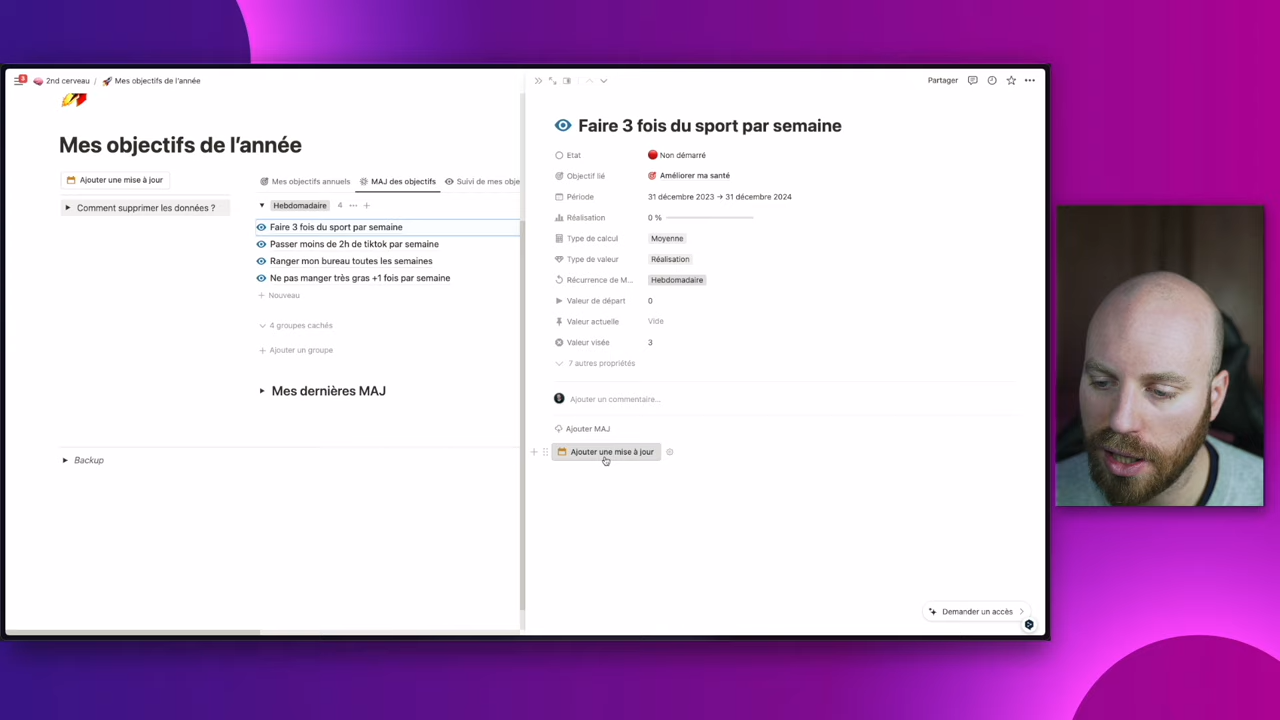 3
2nd cerveau / Mes objectifs de l'année
Mes objectifs de l'année
Ajouter une mise à jour
Comment supprimer les données ?
Mes objectifs annuels
MAJ des objectifs
Suivi de mes obje
Hebdomadaire 4
Faire 3 fois du sport par semaine
Passer moins de 2h de tiktok par semaine
Ranger mon bureau toutes les semaines
Ne pas manger très gras +1 fois par semaine
Nouveau
4 groupes cachés
Ajouter un groupe
Mes dernières MAJ
Backup
Partager
Faire 3 fois du sport par semaine
Etat Non démarré
Objectif lié Améliorer ma santé
Période 31 décembre 2023 → 31 décembre 2024
Réalisation 0 %
Type de calcul Moyenne
Type de valeur Réalisation
Récurrence de M... Hebdomadaire
Valeur de départ 0
Valeur actuelle Vide
Valeur visée 3
7 autres propriétés
Ajouter un commentaire...
Ajouter MAJ
Ajouter une mise à jour
Demander un accès